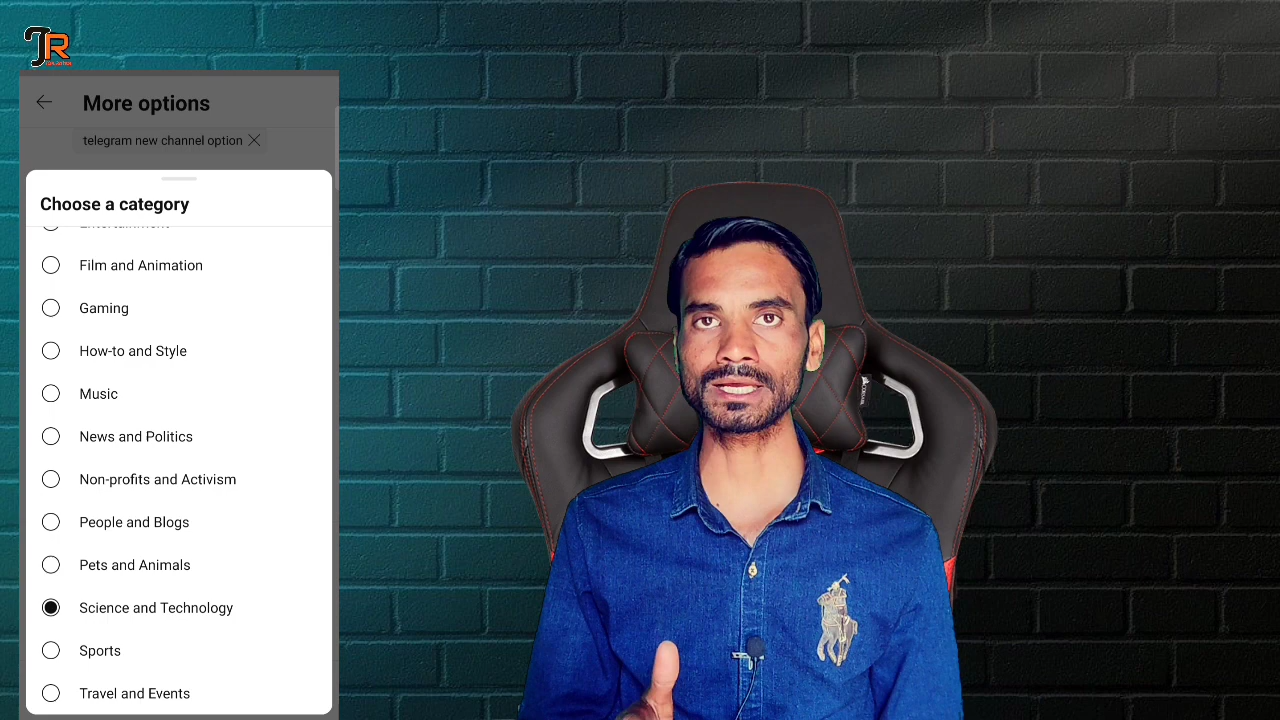 JR
More options
telegram new channel option
Choose a category
Entertainment
Film and Animation
Gaming
How-to and Style
Music
News and Politics
Non-profits and Activism
People and Blogs
Pets and Animals
Science and Technology
Sports
Travel and Events